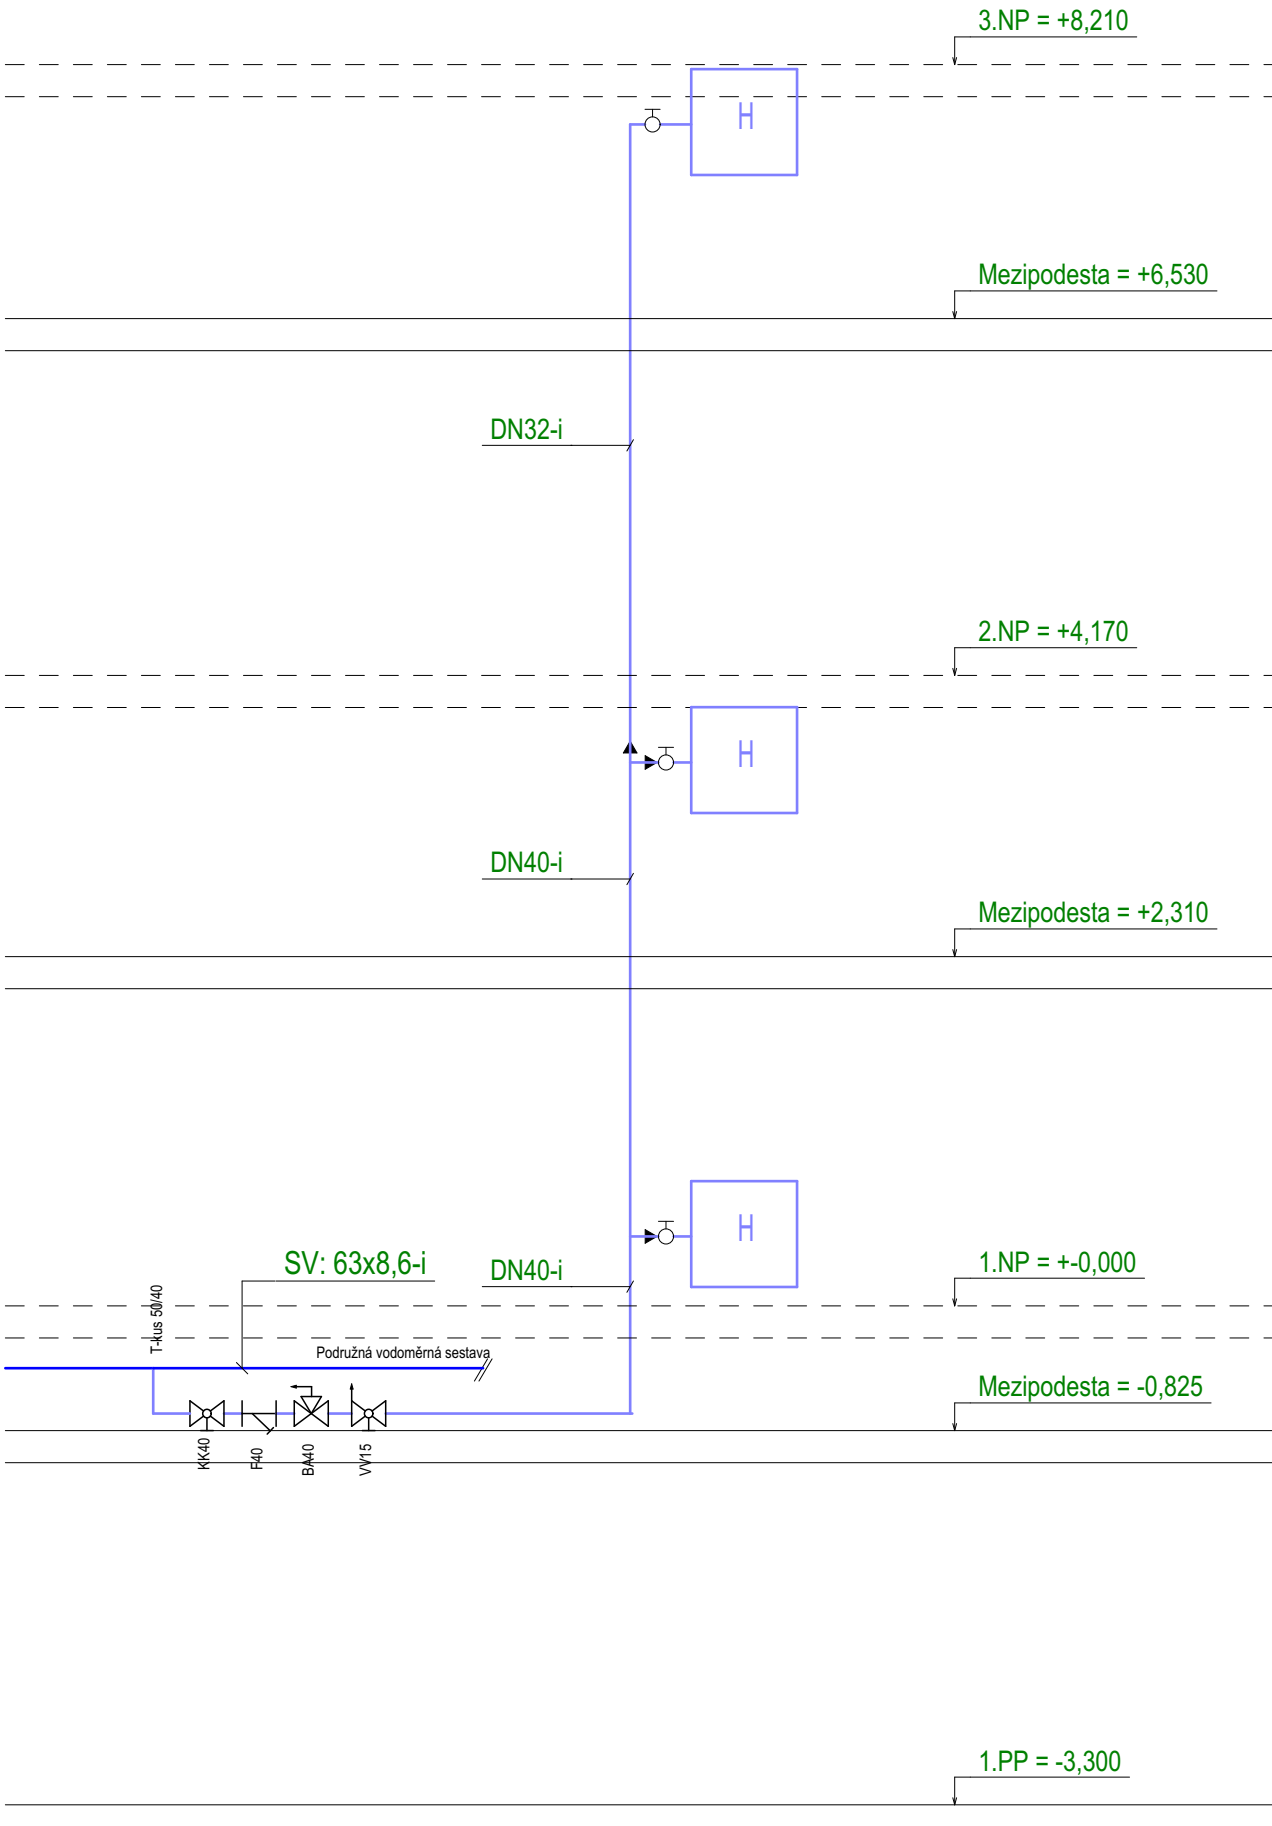 3.NP = +8,210
H
Mezipodesta = +6,530
DN32-i
2.NP = +4,170
H
DN40-i
Mezipodesta = +2,310
H
SV: 63x8,6-i
DN40-i
1.NP = +-0,000
T-kus 50/40
Podružná vodoměrná sestava
Mezipodesta = -0,825
KK40
F40
BA40
VV15
1.PP = -3,300